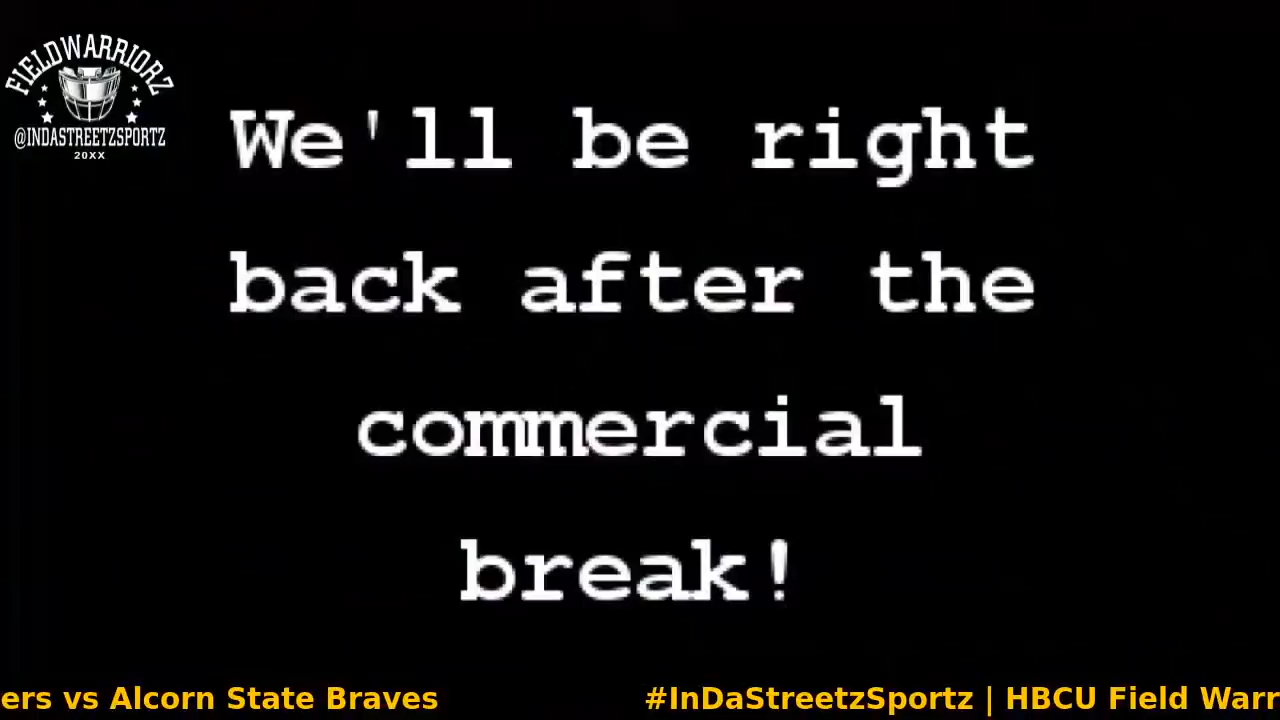 FIELDWARRIORZ
@INDASTREETZSPORTZ
20XX
We'll be right
back after the
commercial
break!
ers vs Alcorn State Braves #InDaStreetzSportz | HBCU Field Warr